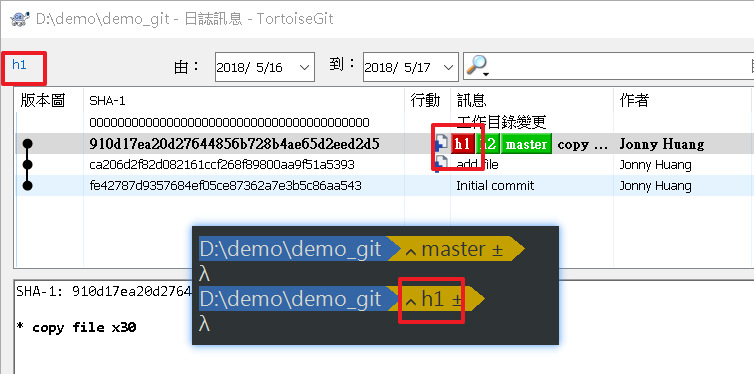 D:\demo\demo_git - 日誌訊息 - TortoiseGit
h1 由： 2018/ 5/16 到： 2018/ 5/17
版本圖 SHA-1 行動 訊息 作者
0000000000000000000000000000000000000000 工作目錄變更
910d17ea20d27644856b728b4ae65d2eed2d5 h1 h2 master copy ... Jonny Huang
ca206d2f82d082161ccf268f89800aa9f51a5393 add file Jonny Huang
fe42787d9357684ef05ce87362a7e3b5c86aa543 Initial commit Jonny Huang
D:\demo\demo_git master ±
λ
D:\demo\demo_git h1 ±
λ
SHA-1: 910d17ea20d2764
* copy file x30